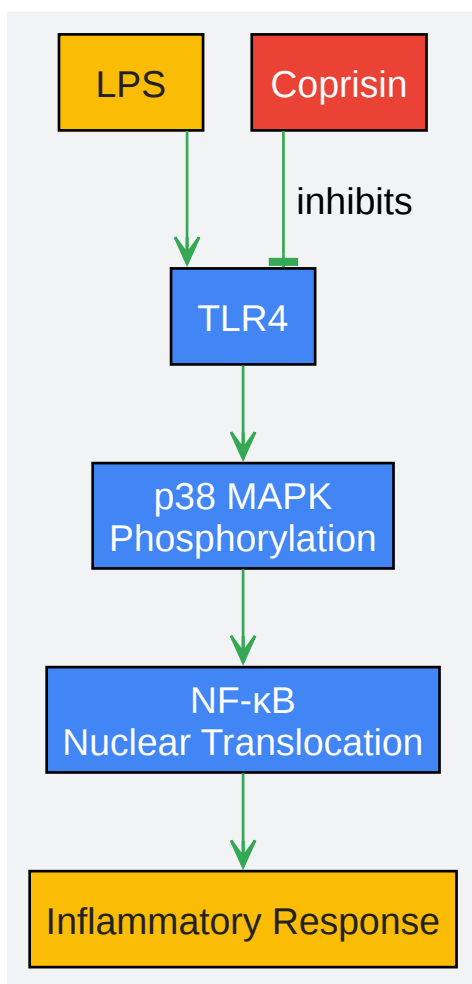 LPS
Coprisin
inhibits
TLR4
p38 MAPK
Phosphorylation
NF-κB
Nuclear Translocation
Inflammatory Response